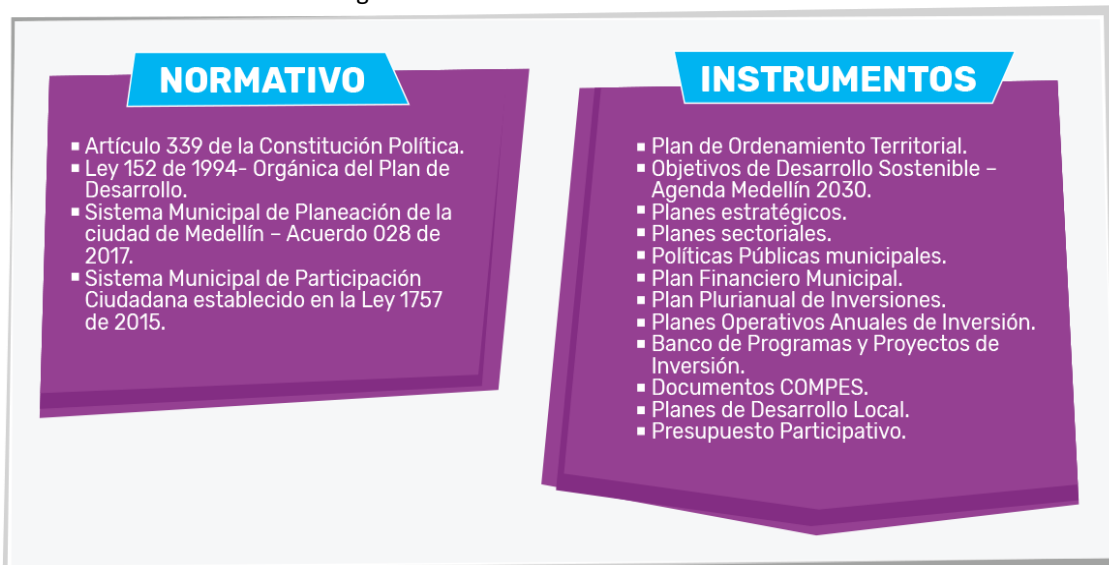 NORMATIVO
▪ Artículo 339 de la Constitución Política.
▪ Ley 152 de 1994- Orgánica del Plan de
Desarrollo.
▪ Sistema Municipal de Planeación de la
ciudad de Medellín – Acuerdo 028 de
2017.
▪ Sistema Municipal de Participación
Ciudadana establecido en la Ley 1757
de 2015.
INSTRUMENTOS
▪ Plan de Ordenamiento Territorial.
▪ Objetivos de Desarrollo Sostenible –
Agenda Medellín 2030.
▪ Planes estratégicos.
▪ Planes sectoriales.
▪ Políticas Públicas municipales.
▪ Plan Financiero Municipal.
▪ Plan Plurianual de Inversiones.
▪ Planes Operativos Anuales de Inversión.
▪ Banco de Programas y Proyectos de
Inversión.
▪ Documentos COMPES.
▪ Planes de Desarrollo Local.
▪ Presupuesto Participativo.